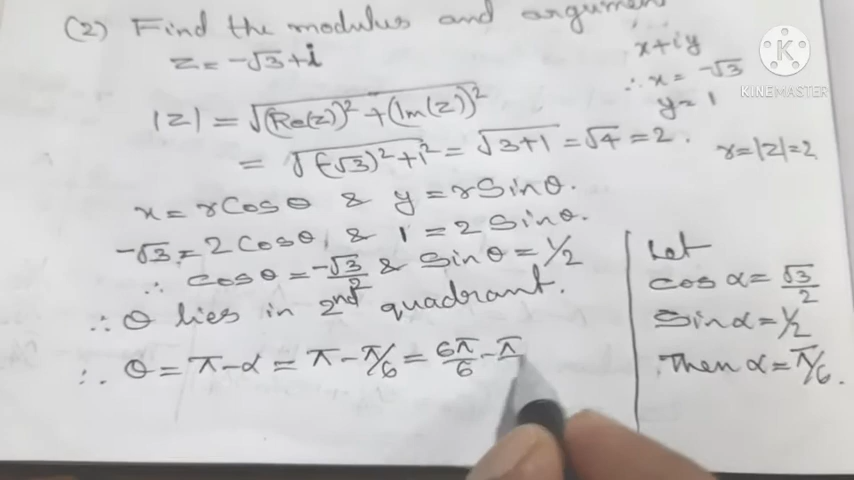 (2) Find the modulus and argument
z = -√3+i
|z| = √(Re(z))² + (Im(z))²
= √(-√3)² + 1² = √3+1 = √4 = 2.
x = r cos θ & y = r sin θ.
-√3 = 2 cos θ, & 1 = 2 sin θ.
∴ cos θ = -√3/2 & sin θ = 1/2
∴ θ lies in 2nd quadrant.
∴ θ = π - α = π - π/6 = 6π/6 - π
x+iy
∴ x = -√3
y = 1
r = |z| = 2
Let
cos α = √3/2
sin α = 1/2
Then α = π/6.
K
KINEMASTER